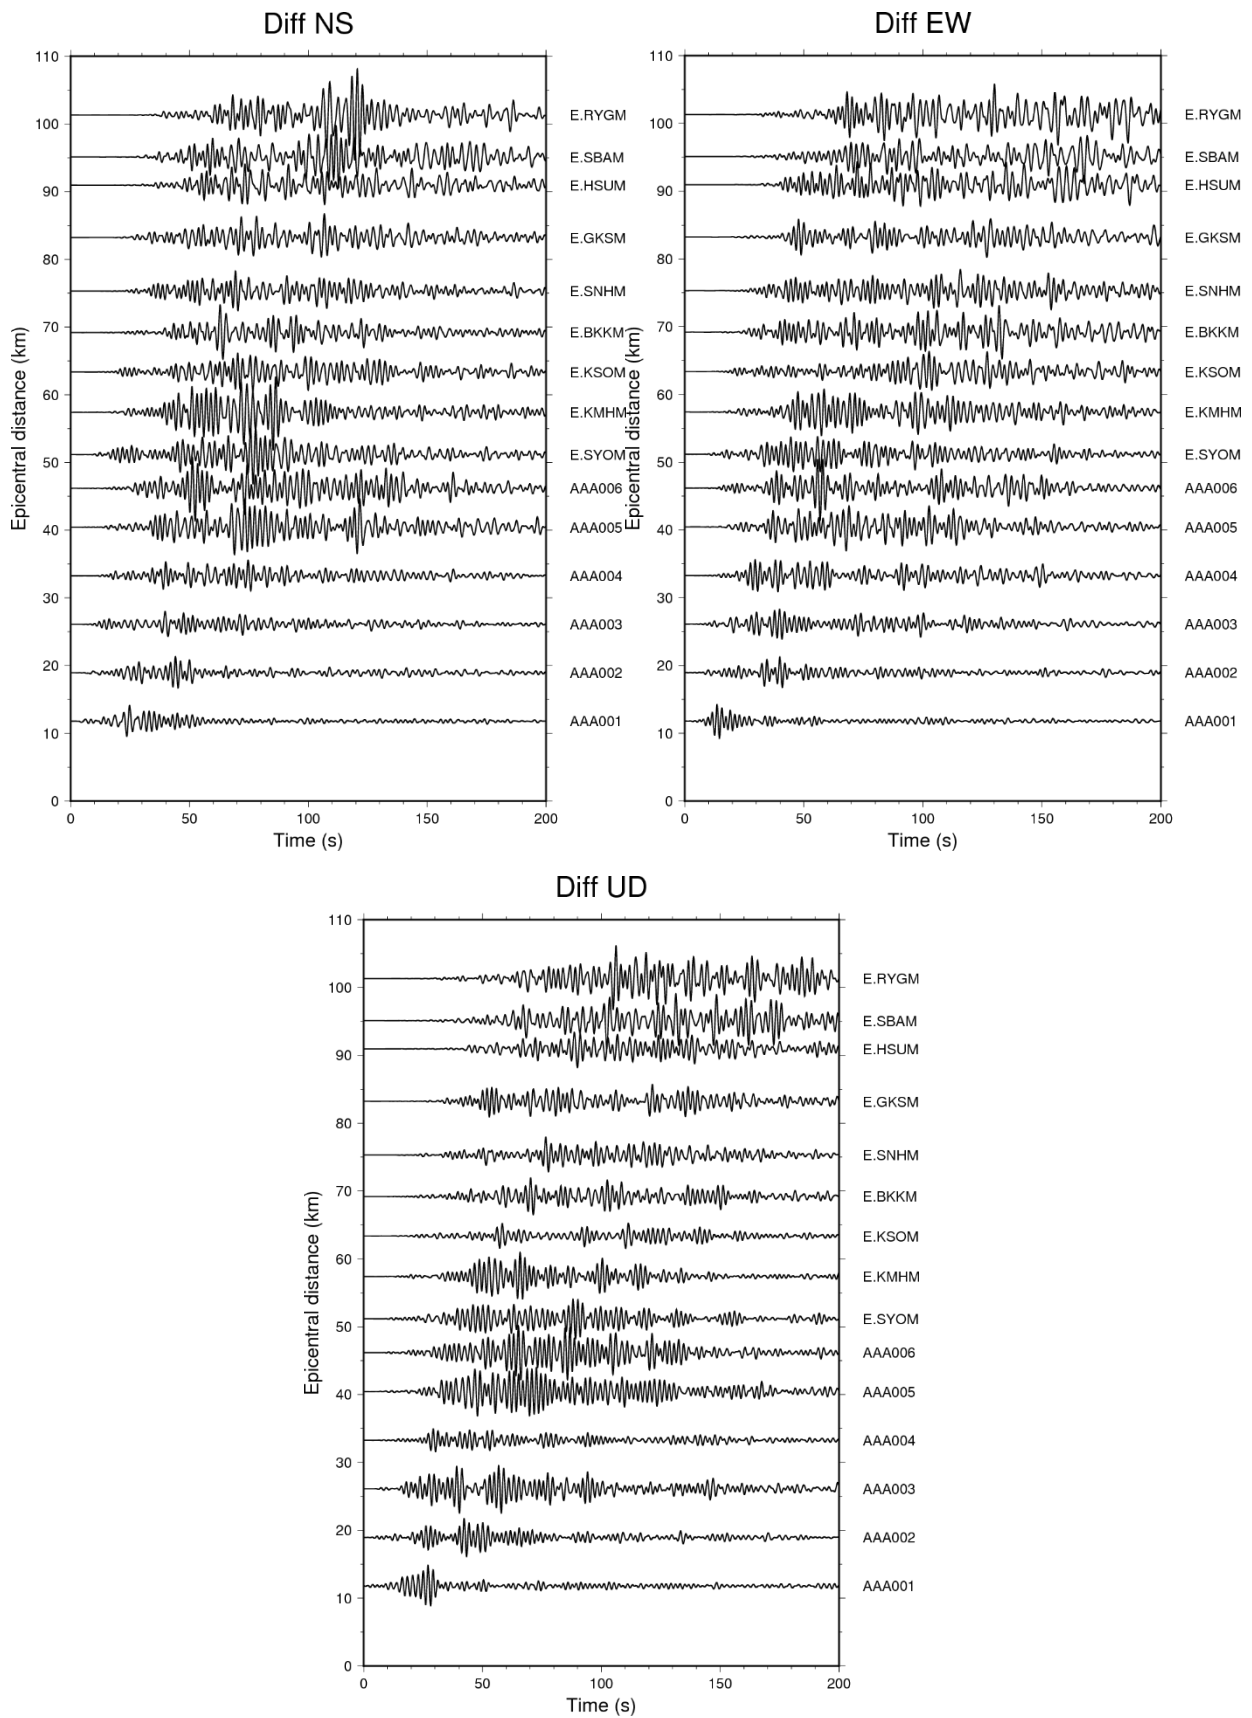 Diff NS
110
100
90
80
70
60
50
40
30
20
10
0
Epicentral distance (km)
E.RYGM
E.SBAM
E.HSUM
E.GKSM
E.SNHM
E.BKKM
E.KSOM
E.KMHM
E.SYOM
AAA006
AAA005
AAA004
AAA003
AAA002
AAA001
0 50 100 150 200
Time (s)
Diff EW
110
100
90
80
70
60
50
40
30
20
10
0
Epicentral distance (km)
E.RYGM
E.SBAM
E.HSUM
E.GKSM
E.SNHM
E.BKKM
E.KSOM
E.KMHM
E.SYOM
AAA006
AAA005
AAA004
AAA003
AAA002
AAA001
0 50 100 150 200
Time (s)
Diff UD
110
100
90
80
70
60
50
40
30
20
10
0
Epicentral distance (km)
E.RYGM
E.SBAM
E.HSUM
E.GKSM
E.SNHM
E.BKKM
E.KSOM
E.KMHM
E.SYOM
AAA006
AAA005
AAA004
AAA003
AAA002
AAA001
0 50 100 150 200
Time (s)